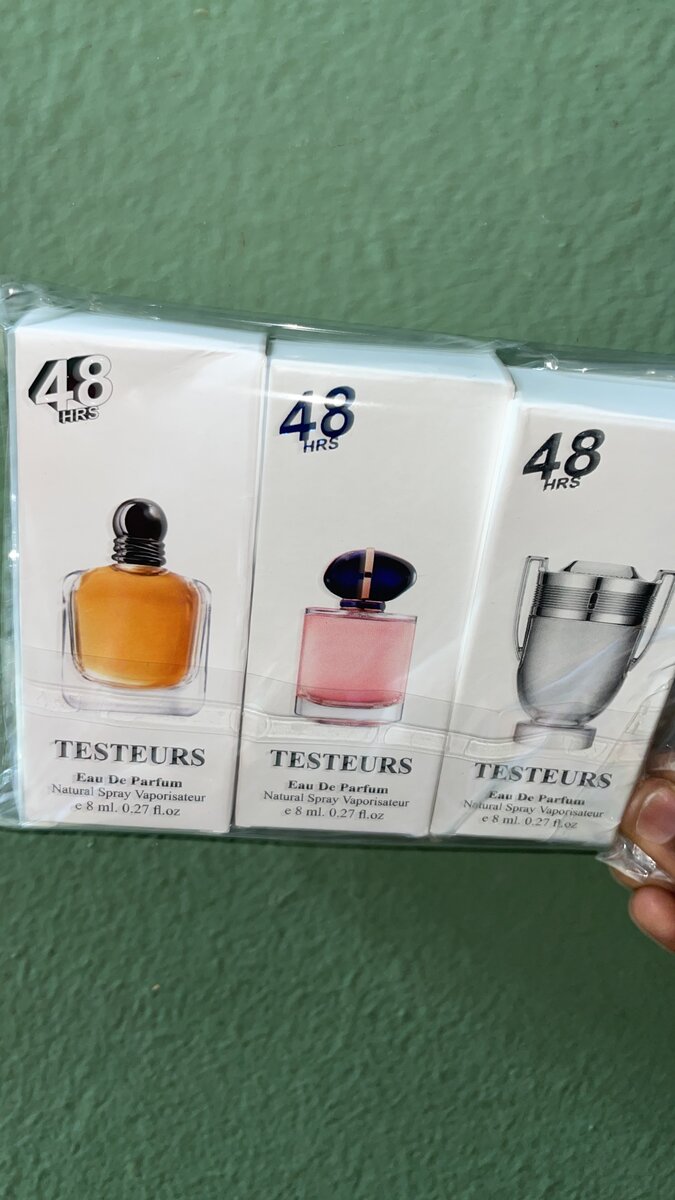 48
HRS
TESTEURS
Eau De Parfum
Natural Spray Vaporisateur
e 8 ml. 0.27 fl.oz
48
HRS
TESTEURS
Eau De Parfum
Natural Spray Vaporisateur
e 8 ml. 0.27 fl.oz
48
HRS
TESTEURS
Eau De Parfum
Natural Spray Vaporisateur
e 8 ml. 0.27 fl.oz